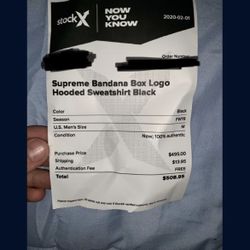 stockX
NOW
YOU
KNOW
2020-02-01
Order Number
Supreme Bandana Box Logo
Hooded Sweatshirt Black
Color Black
Season FW19
U.S. Men's Size M
Condition New; 100% authentic
Purchase Price $495.00
Shipping $13.95
Authentication Fee FREE
Total $508.95